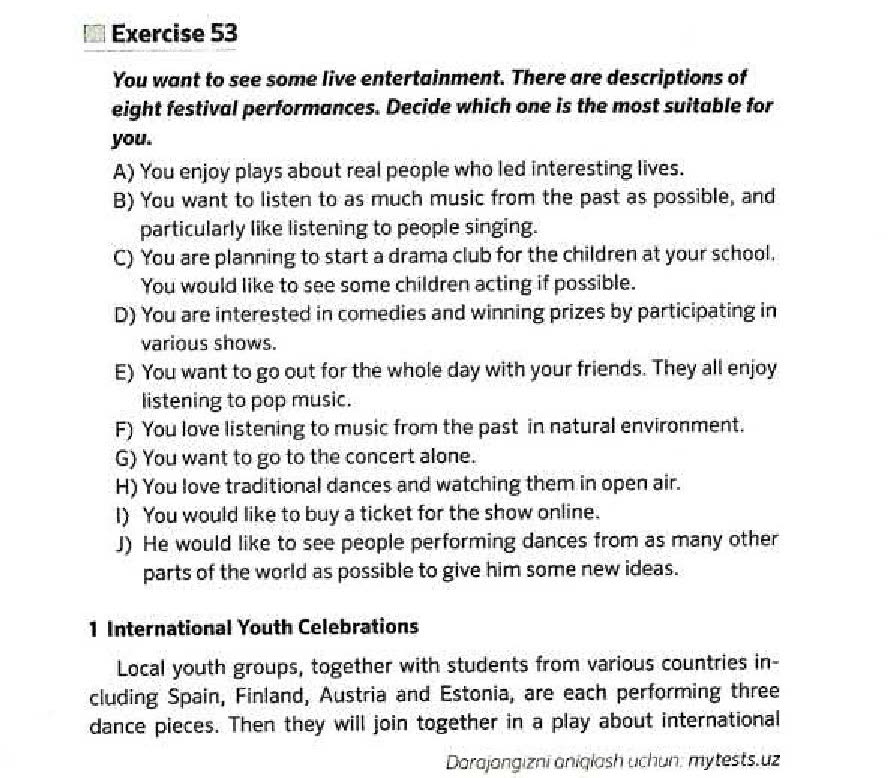 Exercise 53
You want to see some live entertainment. There are descriptions of
eight festival performances. Decide which one is the most suitable for
you.
A) You enjoy plays about real people who led interesting lives.
B) You want to listen to as much music from the past as possible, and
particularly like listening to people singing.
C) You are planning to start a drama club for the children at your school.
You would like to see some children acting if possible.
D) You are interested in comedies and winning prizes by participating in
various shows.
E) You want to go out for the whole day with your friends. They all enjoy
listening to pop music.
F) You love listening to music from the past in natural environment.
G) You want to go to the concert alone.
H) You love traditional dances and watching them in open air.
I) You would like to buy a ticket for the show online.
J) He would like to see people performing dances from as many other
parts of the world as possible to give him some new ideas.
1 International Youth Celebrations
Local youth groups, together with students from various countries in-
cluding Spain, Finland, Austria and Estonia, are each performing three
dance pieces. Then they will join together in a play about international
Darajangizni aniqlash uchun: mytests.uz